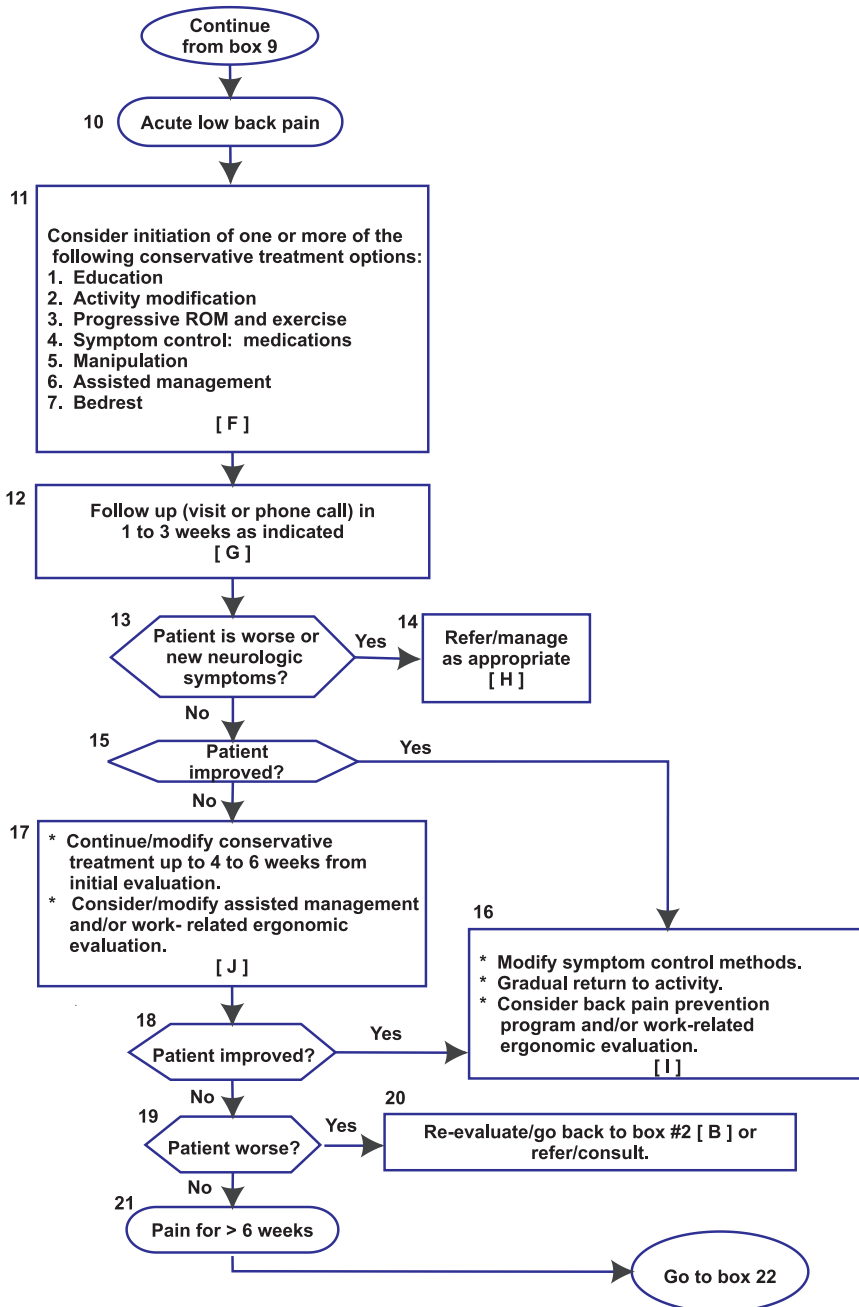 Continue
from box 9
10
Acute low back pain
11
Consider initiation of one or more of the
following conservative treatment options:
1. Education
2. Activity modification
3. Progressive ROM and exercise
4. Symptom control: medications
5. Manipulation
6. Assisted management
7. Bedrest
[ F ]
12
Follow up (visit or phone call) in
1 to 3 weeks as indicated
[ G ]
13
Patient is worse or
new neurologic
symptoms?
Yes
14
Refer/manage
as appropriate
[ H ]
No
15
Patient
improved?
Yes
No
17
* Continue/modify conservative
treatment up to 4 to 6 weeks from
initial evaluation.
* Consider/modify assisted management
and/or work- related ergonomic
evaluation.
[ J ]
16
* Modify symptom control methods.
* Gradual return to activity.
* Consider back pain prevention
program and/or work-related
ergonomic evaluation.
[ I ]
18
Patient improved?
Yes
No
19
Patient worse?
Yes
20
Re-evaluate/go back to box #2 [ B ] or
refer/consult.
No
21
Pain for > 6 weeks
Go to box 22